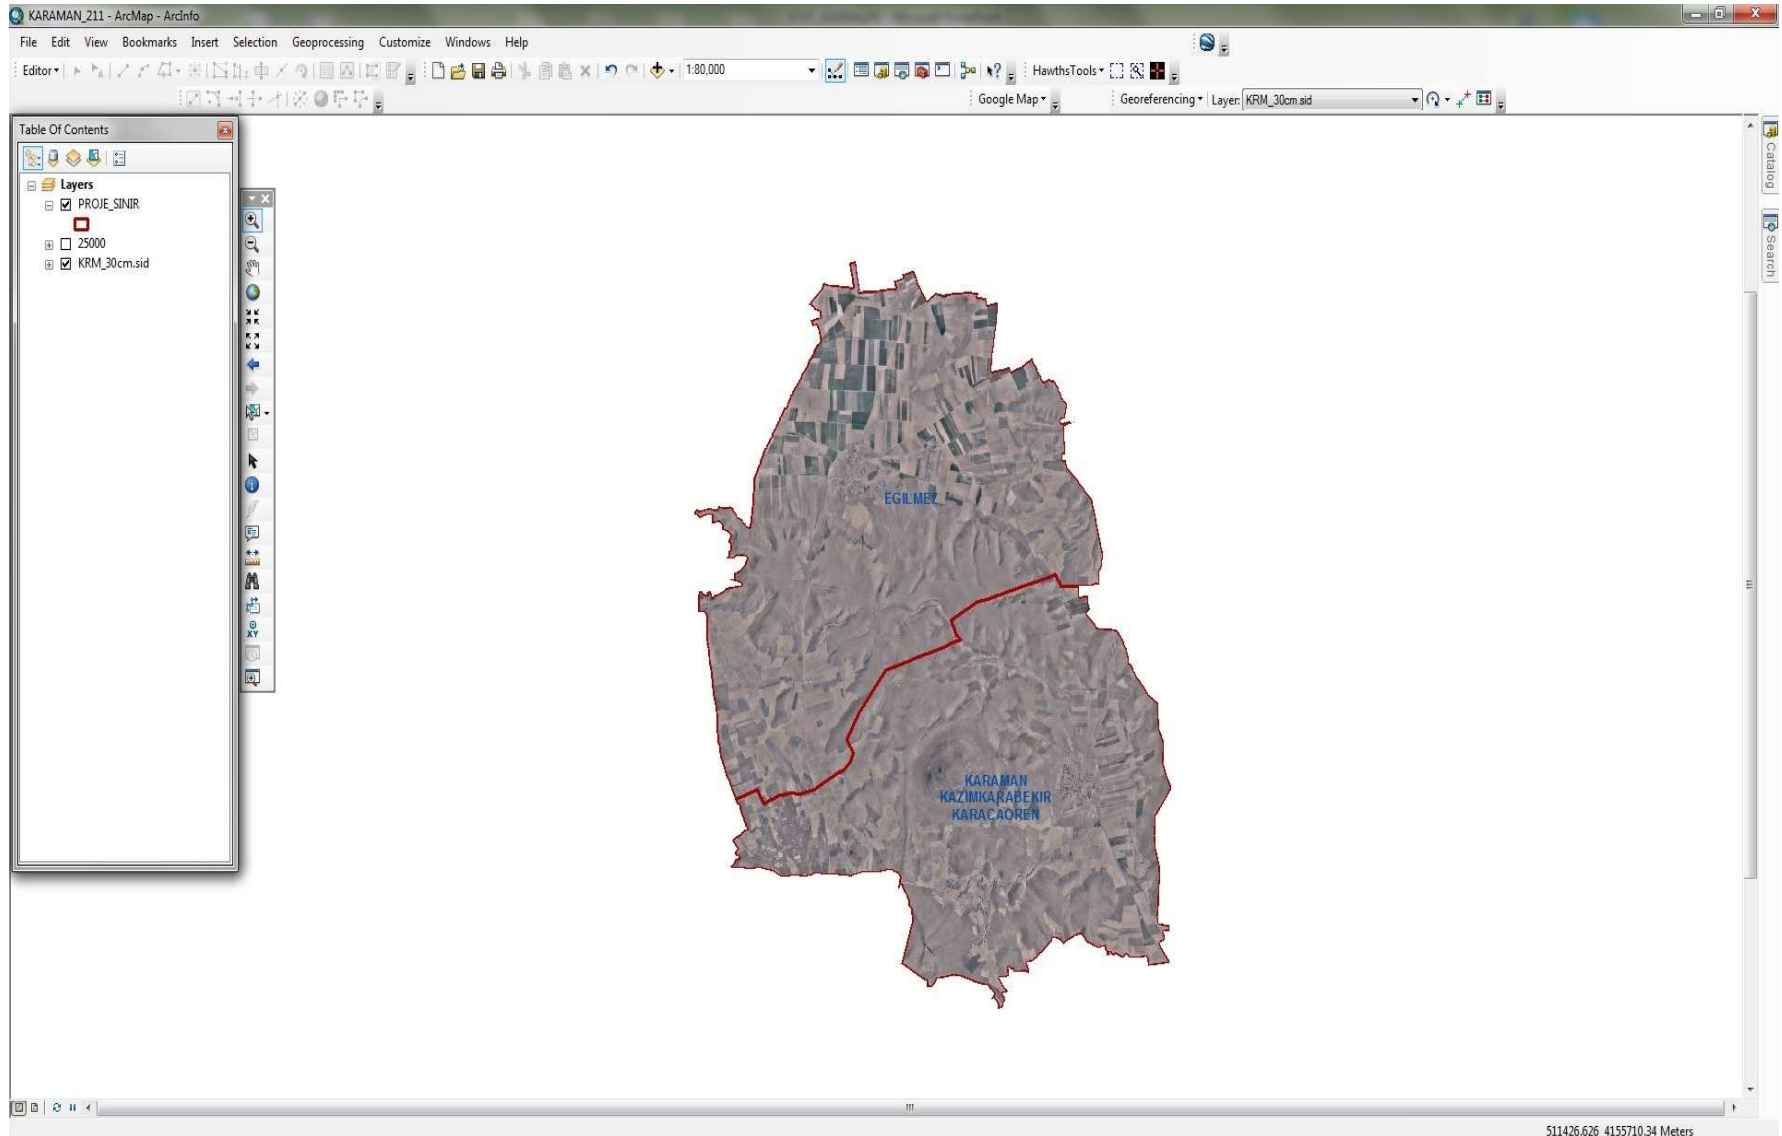 KARAMAN_211 - ArcMap - ArcInfo
File Edit View Bookmarks Insert Selection Geoprocessing Customize Windows Help
Editor 1:80,000 HawthsTools
Google Map Georeferencing Layer: KRM_30cm.sid
Table Of Contents
Layers
PROJE_SINIR
25000
KRM_30cm.sid
XY
Catalog
Search
EGILMEZ
KARAMAN
KAZIMKARABEKIR
KARACAOREN
511426.626 4155710.34 Meters